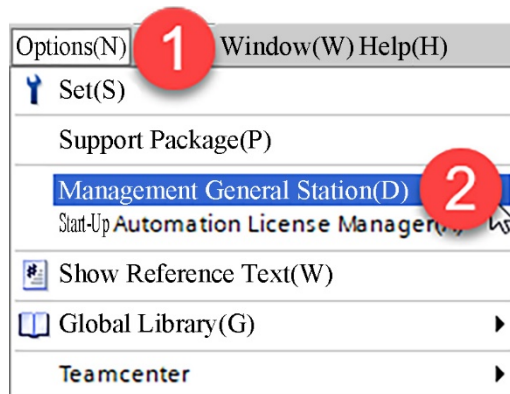 Options(N) 1 Window(W) Help(H)
Set(S)
Support Package(P)
Management General Station(D) 2
Start-Up Automation License Manager(A)
Show Reference Text(W)
Global Library(G)
Teamcenter